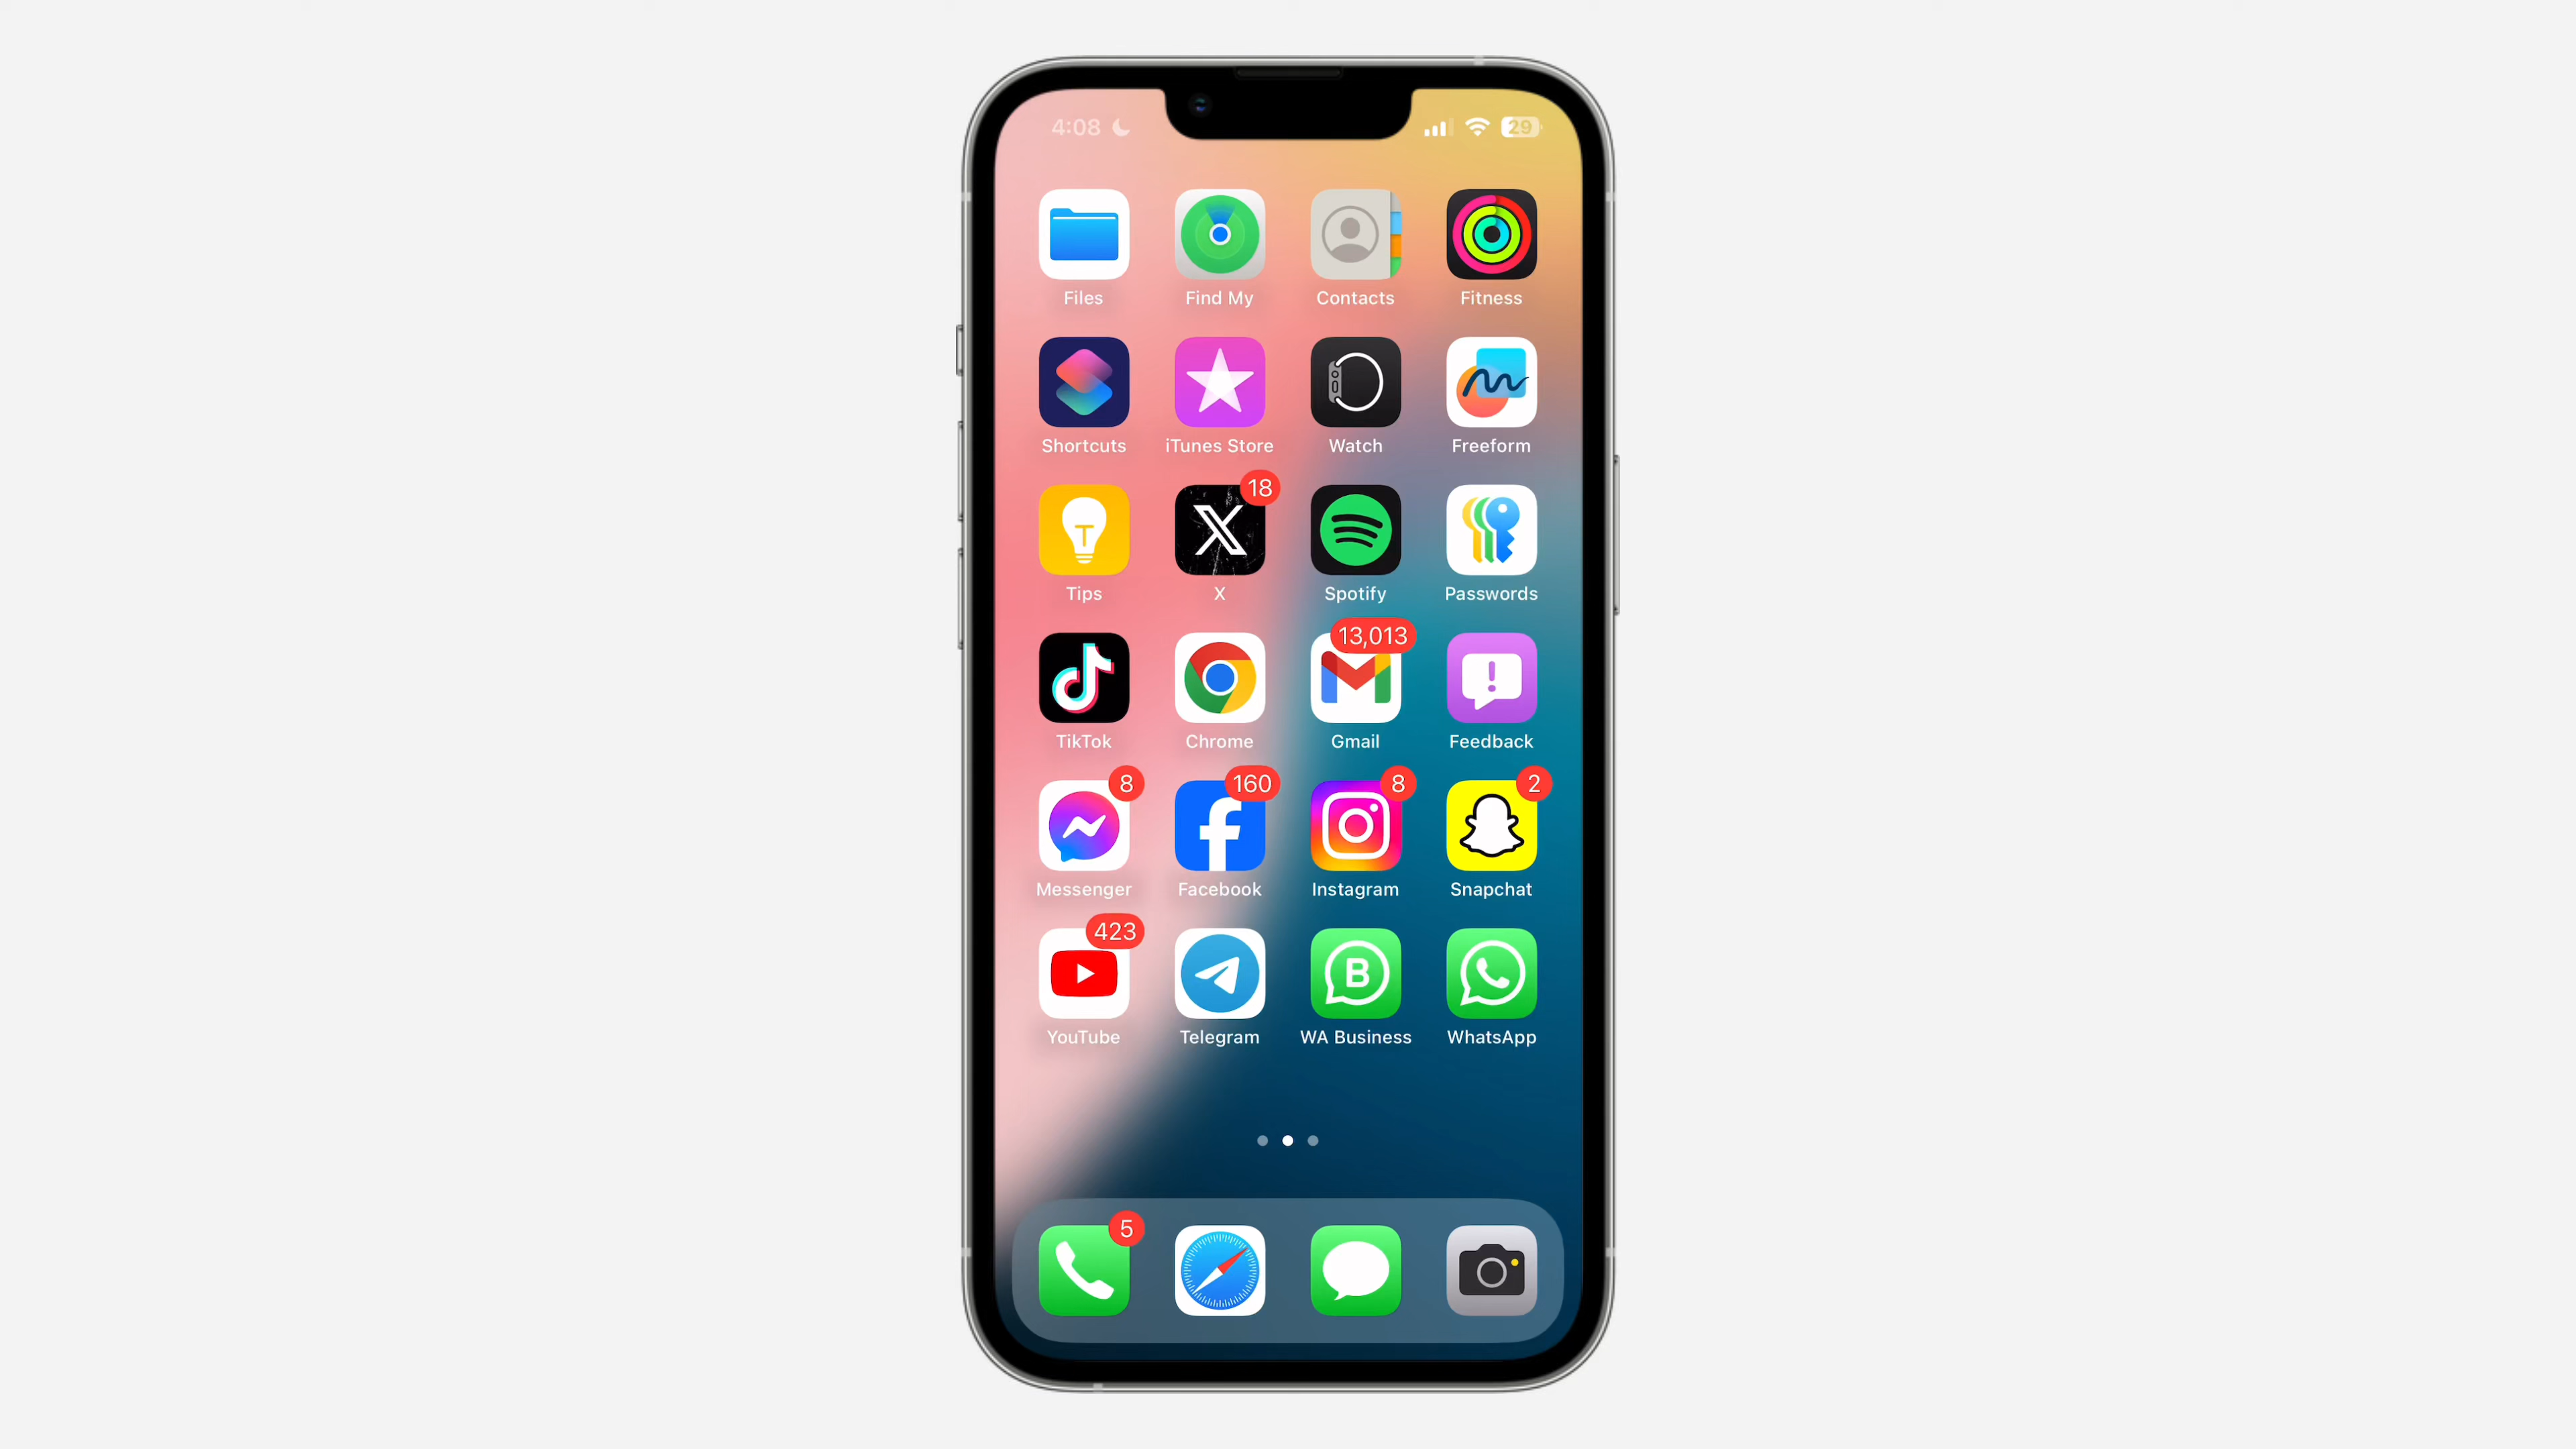 4:08
29
Files Find My Contacts Fitness
Shortcuts iTunes Store Watch Freeform
T
18
Tips X Spotify Passwords
13,013
TikTok Chrome Gmail Feedback
8 160 8 2
Messenger Facebook Instagram Snapchat
423
B
YouTube Telegram WA Business WhatsApp
5